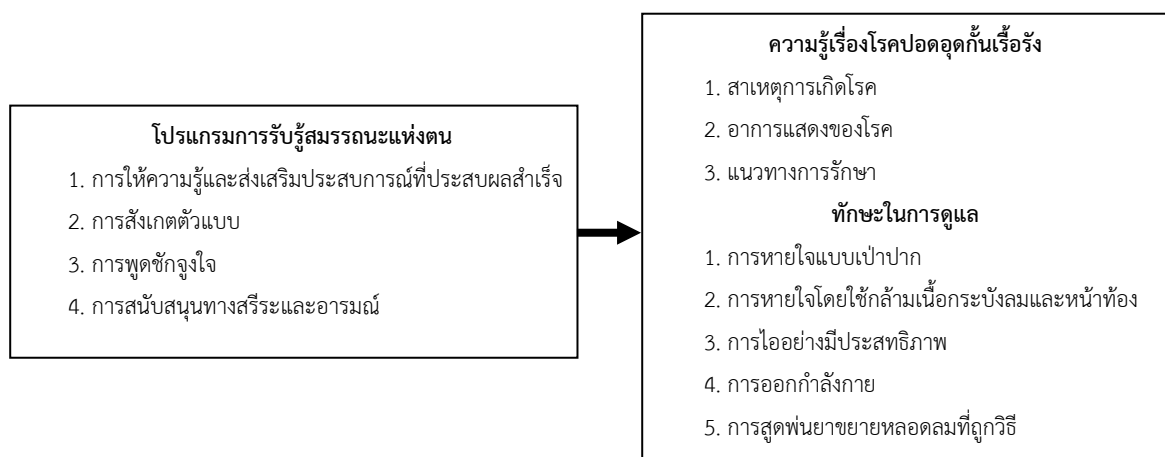 โปรแกรมการรับรู้สมรรถนะแห่งตน
1. การให้ความรู้และส่งเสริมประสบการณ์ที่ประสบผลสำเร็จ
2. การสังเกตตัวแบบ
3. การพูดชักจูงใจ
4. การสนับสนุนทางสรีระและอารมณ์
ความรู้เรื่องโรคปอดอุดกั้นเรื้อรัง
1. สาเหตุการเกิดโรค
2. อาการแสดงของโรค
3. แนวทางการรักษา
ทักษะในการดูแล
1. การหายใจแบบเป่าปาก
2. การหายใจโดยใช้กล้ามเนื้อกระบังลมและหน้าท้อง
3. การไออย่างมีประสทธิภาพ
4. การออกกำลังกาย
5. การสูดพ่นยาขยายหลอดลมที่ถูกวิธี